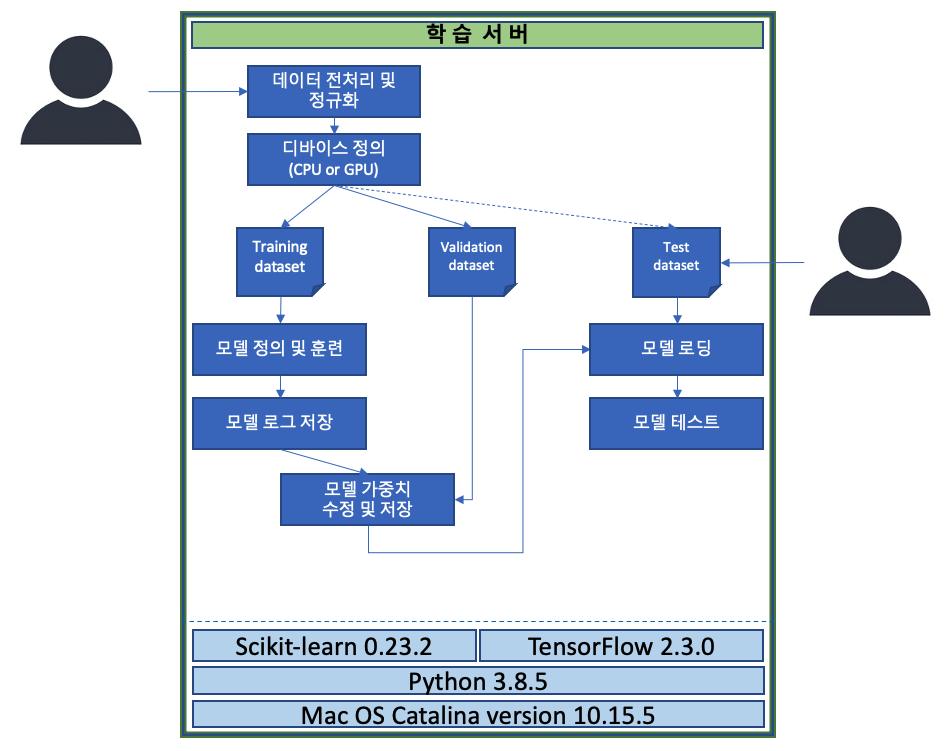 학 습 서 버
데이터 전처리 및
정규화
디바이스 정의
(CPU or GPU)
Training
dataset
Validation
dataset
Test
dataset
모델 정의 및 훈련
모델 로딩
모델 로그 저장
모델 테스트
모델 가중치
수정 및 저장
Scikit-learn 0.23.2
TensorFlow 2.3.0
Python 3.8.5
Mac OS Catalina version 10.15.5